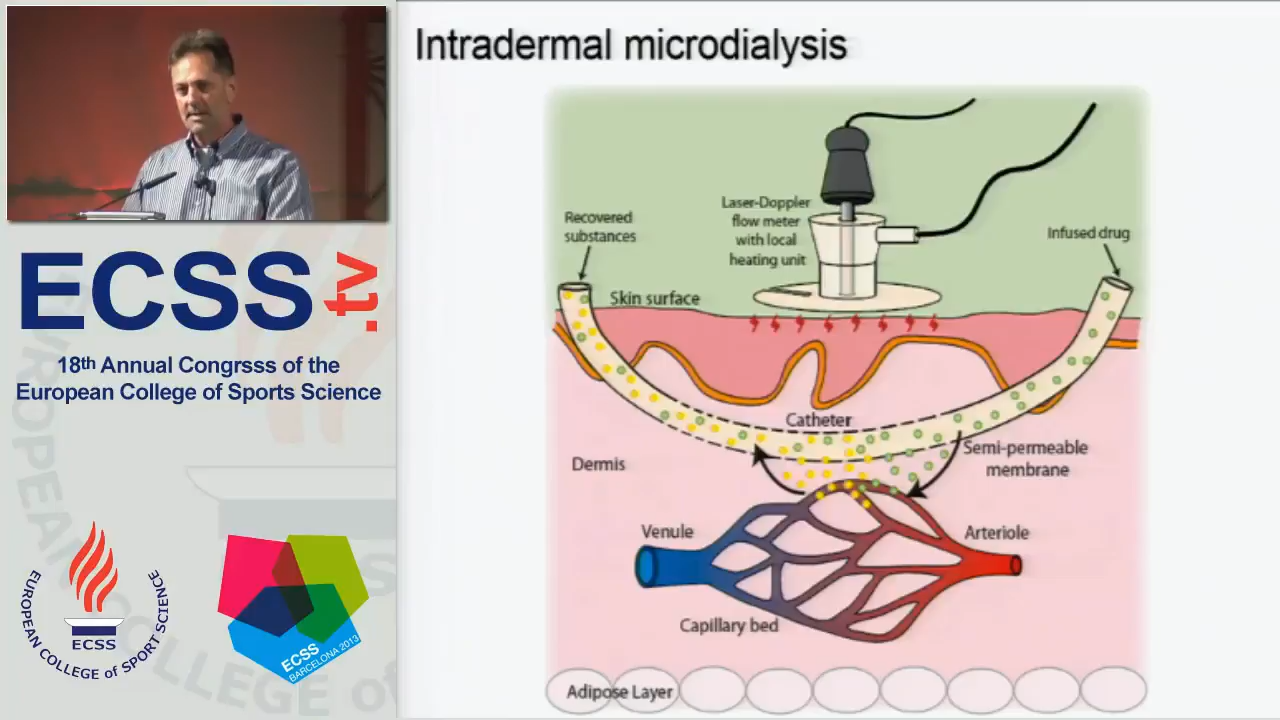 Intradermal microdialysis
Laser-Doppler
flow meter
with local
heating unit
Recovered
substances
Infused drug
Skin surface
Catheter
Semi-permeable
membrane
Dermis
Venule
Arteriole
Capillary bed
Adipose Layer
ECSS
.tv
18th Annual Congrsss of the
European College of Sports Science
EUROPEAN COLLEGE of SPORT SCIENCE
ECSS
ECSS
BARCELONA 2013